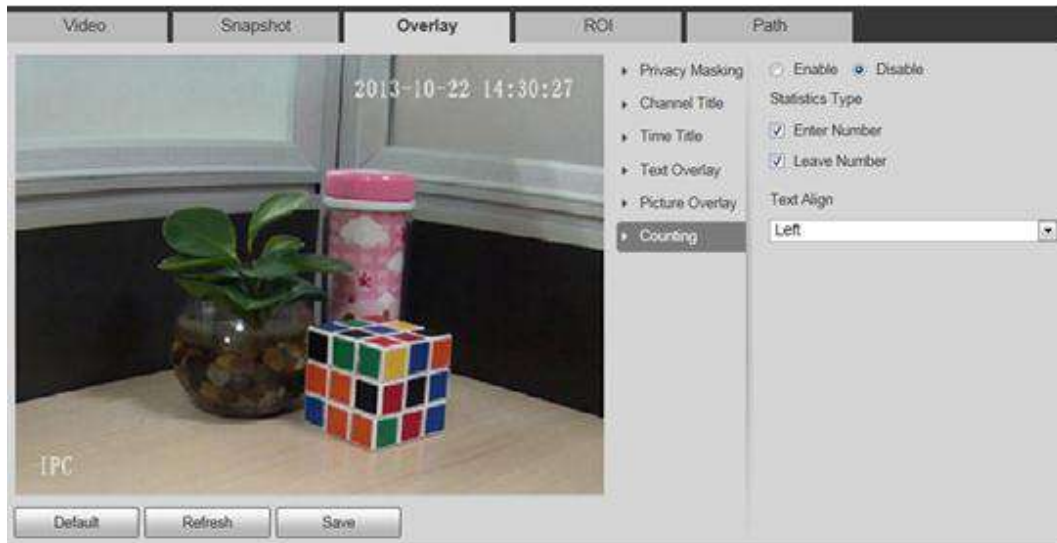 Video Snapshot Overlay ROI Path
2013-10-22 14:30:27
IPC
Privacy Masking
Channel Title
Time Title
Text Overlay
Picture Overlay
Counting
Enable Disable
Statistics Type
Enter Number
Leave Number
Text Align
Left
Default Refresh Save